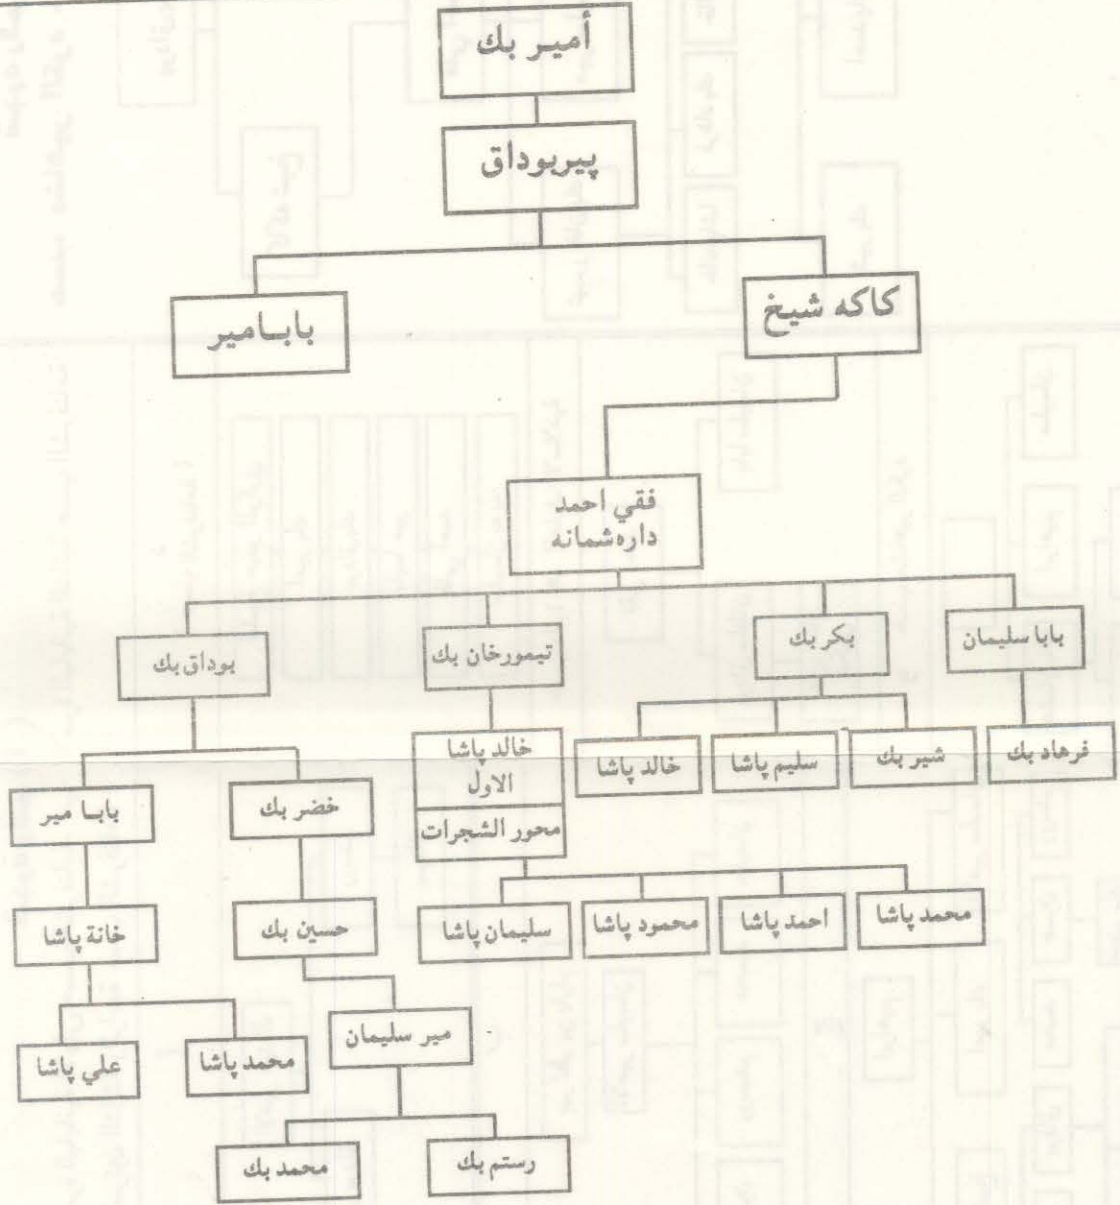 أمير بك
پيربوداق
كاكه شيخ
بابـامير
فقي احمد
داره شمانه
بابا سليمان
بكر بك
تيمورخان بك
بوداق بك
فرهاد بك
شير بك
سليم پاشا
خالد پاشا
خالد پاشا
الاول
محور الشجرات
خضر بك
بابـا مير
محمد پاشا
احمد پاشا
محمود پاشا
سليمان پاشا
حسين بك
خانة پاشا
مير سليمان
محمد پاشا
علي پاشا
رستم بك
محمد بك